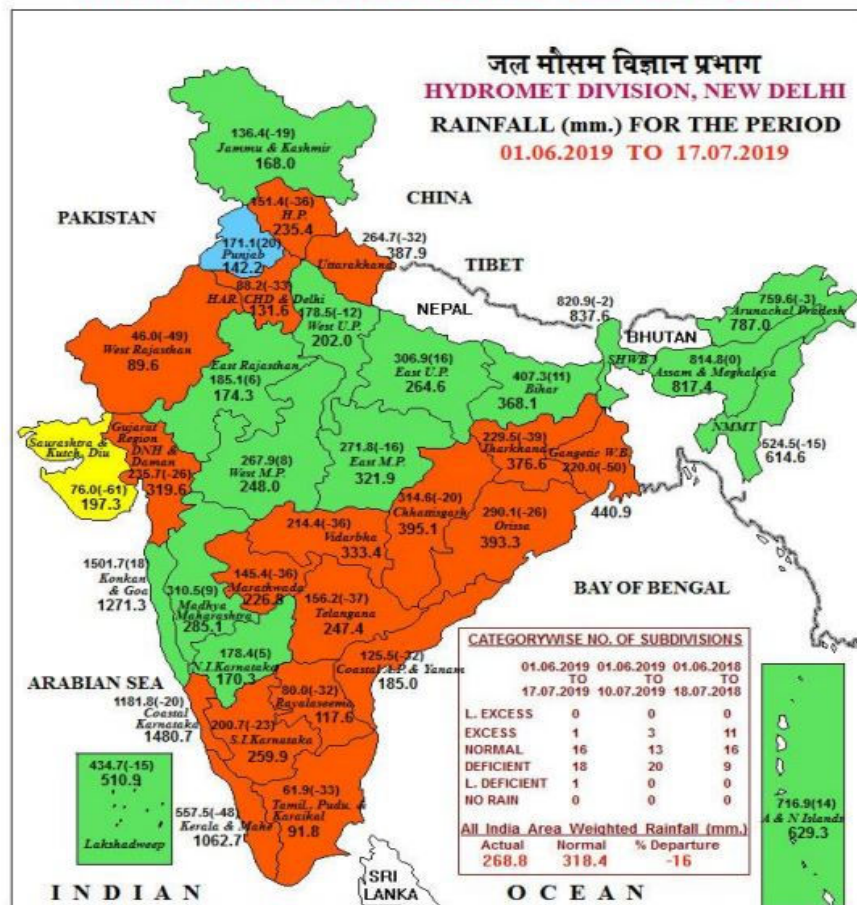 जल मौसम विज्ञान प्रभाग
HYDROMET DIVISION, NEW DELHI
RAINFALL (mm.) FOR THE PERIOD
01.06.2019 TO 17.07.2019
136.4(-19)
Jammu & Kashmir
168.0
CHINA
PAKISTAN
151.4(-36)
H.P.
235.4
171.1(20)
Punjab
142.2
264.7(-32)
387.9
Uttarakhand
TIBET
88.2(-33)
HAR. CHD & Delhi
131.6
NEPAL
178.5(-12)
West U.P.
202.0
820.9(-2)
837.6
SHWB
BHUTAN
759.6(-3)
Arunachal Pradesh
787.0
46.0(-49)
West Rajasthan
89.6
East Rajasthan
185.1(6)
174.3
306.9(16)
East U.P.
264.6
407.3(11)
Bihar
368.1
814.8(0)
Assam & Meghalaya
817.4
NMMT
524.5(-15)
614.6
Saurashtra &
Kutch, Diu
76.0(-61)
197.3
Gujarat
Region
DNH &
Daman
235.7(-26)
319.6
267.9(8)
West M.P.
248.0
271.8(-16)
East M.P.
321.9
229.5(-39)
Jharkhand
376.6
Gangetic W.B.
220.0(-50)
440.9
314.6(-20)
Chhattisgarh
395.1
290.1(-26)
Orissa
393.3
214.4(-36)
Vidarbha
333.4
1501.7(18
Konkan
& Goa
1271.3
310.5(9)
Madhya
Maharashtra
285.1
145.4(-36)
Marathwada
226.8
156.2(-37)
Telangana
247.4
BAY OF BENGAL
178.4(5)
N.I.Karnataka
170.3
125.5(-32)
Coastal A.P. & Yanam
185.0
ARABIAN SEA
1181.8(-20)
Coastal
Karnataka
1480.7
80.0(-32)
Rayalaseema
117.6
200.7(-23)
S.I.Karnataka
259.9
434.7(-15)
510.9
Lakshadweep
557.5(-48)
Kerala & Mahe
1062.7
61.9(-33)
Tamil., Pudu. &
Karaikal
91.8
716.9(14)
A & N Islands
629.3
CATEGORYWISE NO. OF SUBDIVISIONS
01.06.2019 01.06.2019 01.06.2018
TO TO TO
17.07.2019 10.07.2019 18.07.2018
L. EXCESS 0 0 0
EXCESS 1 3 11
NORMAL 16 13 16
DEFICIENT 18 20 9
L. DEFICIENT 1 0 0
NO RAIN 0 0 0
All India Area Weighted Rainfall (mm.)
Actual Normal % Departure
268.8 318.4 -16
SRI
LANKA
INDIAN OCEAN